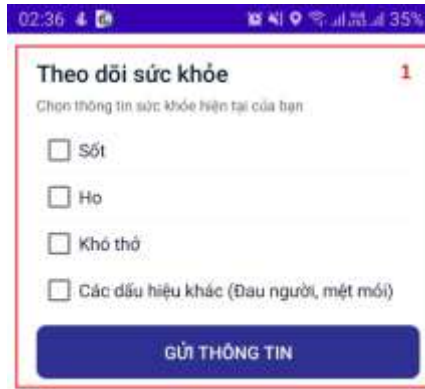 02:36 35%
Theo dõi sức khỏe 1
Chọn thông tin sức khỏe hiện tại của bạn
Sốt
Ho
Khó thở
Các dấu hiệu khác (Đau người, mệt mỏi)
GỬI THÔNG TIN